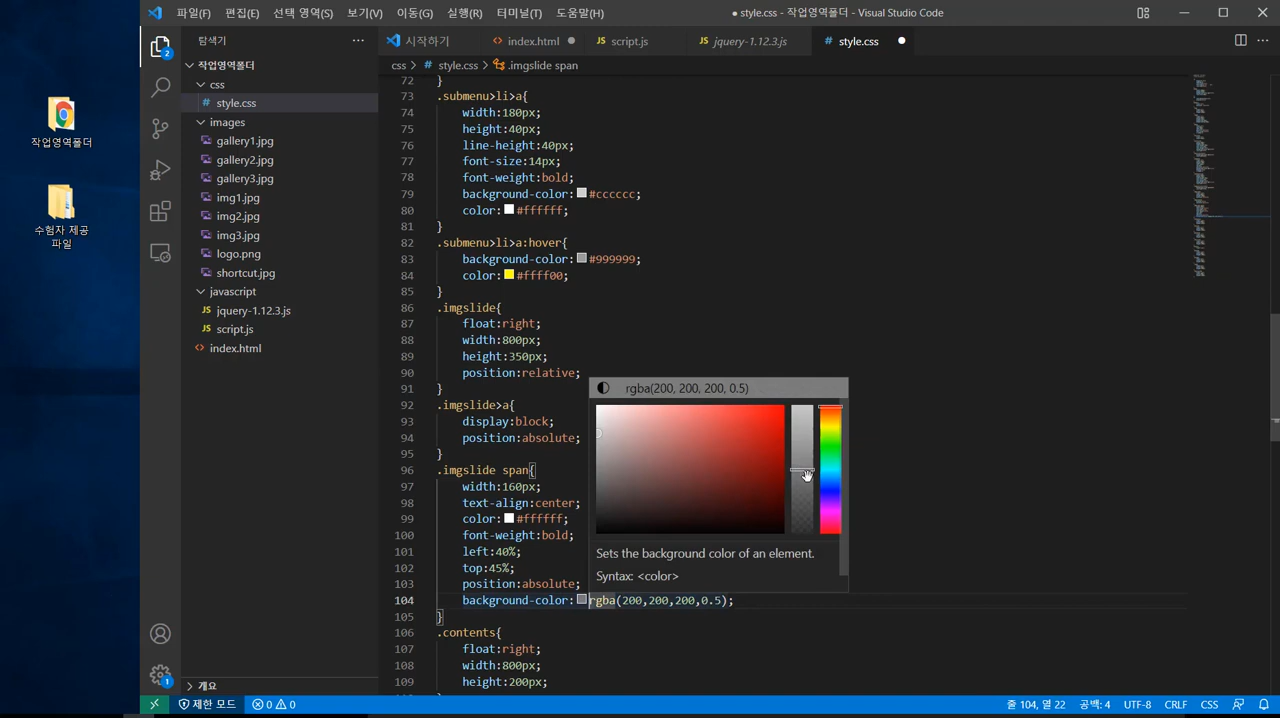 파일(F) 편집(E) 선택 영역(S) 보기(V) 이동(G) 실행(R) 터미널(T) 도움말(H) ● style.css - 작업영역폴더 - Visual Studio Code
탐색기
시작하기 index.html script.js jquery-1.12.3.js style.css
css > # style.css > .imgslide span
작업영역폴더
css
style.css
images
gallery1.jpg
gallery2.jpg
gallery3.jpg
img1.jpg
img2.jpg
img3.jpg
logo.png
shortcut.jpg
javascript
jquery-1.12.3.js
script.js
index.html
개요
작업영역폴더
수험자 제공
파일
2
1
72 }
73 .submenu>li>a{
74 width:180px;
75 height:40px;
76 line-height:40px;
77 font-size:14px;
78 font-weight:bold;
79 background-color:#cccccc;
80 color:#ffffff;
81 }
82 .submenu>li>a:hover{
83 background-color:#999999;
84 color:#ffff00;
85 }
86 .imgslide{
87 float:right;
88 width:800px;
89 height:350px;
90 position:relative;
91 }
92 .imgslide>a{
93 display:block;
94 position:absolute;
95 }
96 .imgslide span{
97 width:160px;
98 text-align:center;
99 color:#ffffff;
100 font-weight:bold;
101 left:40%;
102 top:45%;
103 position:absolute;
104 background-color:rgba(200,200,200,0.5);
105 }
106 .contents{
107 float:right;
108 width:800px;
109 height:200px;
rgba(200, 200, 200, 0.5)
Sets the background color of an element.
Syntax: <color>
제한 모드 0 0 줄 104, 열 22 공백: 4 UTF-8 CRLF CSS